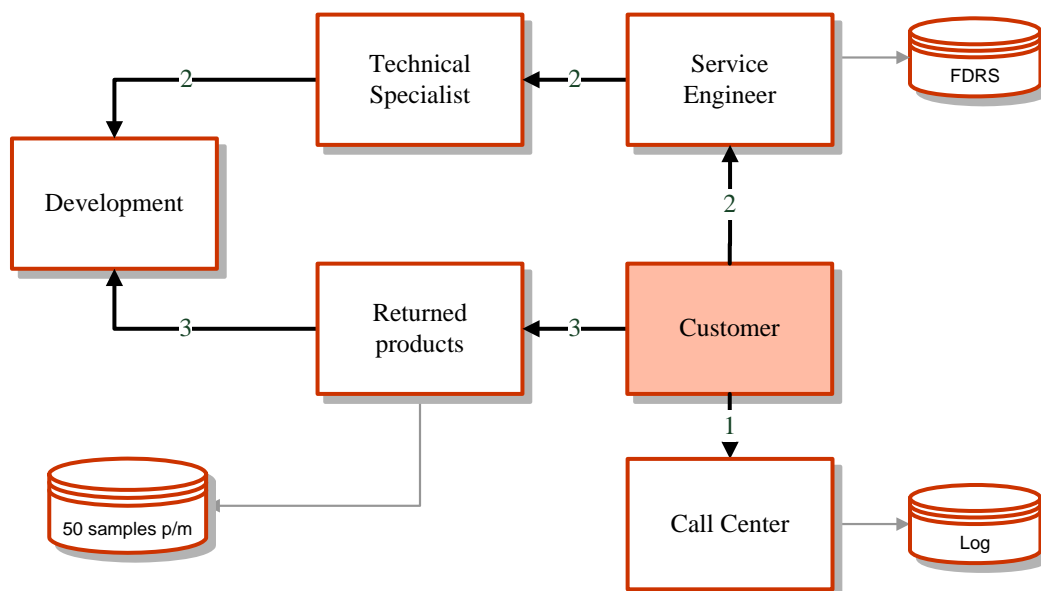 Technical
Specialist
Service
Engineer
FDRS
2
2
Development
2
Returned
products
Customer
3
3
1
50 samples p/m
Call Center
Log